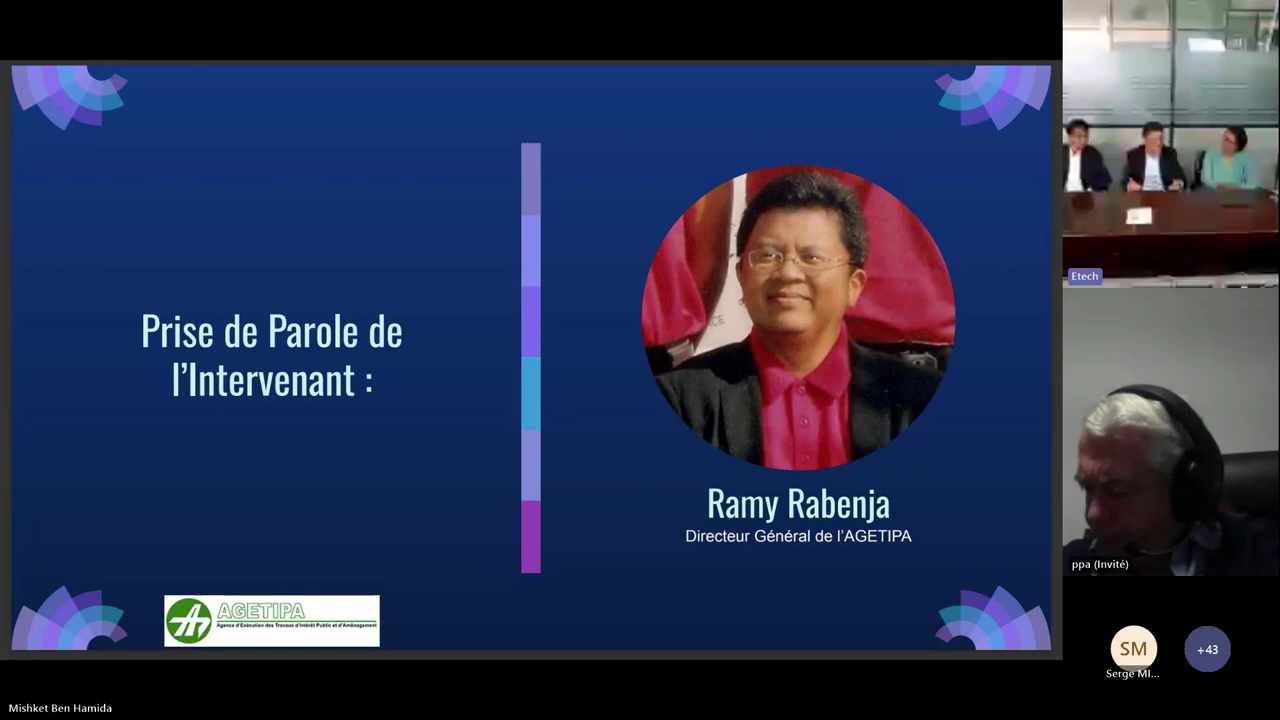 Prise de Parole de
l'Intervenant :
Ramy Rabenja
Directeur Général de l'AGETIPA
AGETIPA
Agence d'Exécution des Travaux d'Intérêt Public et d'Aménagement
Etech
ppa (Invité)
SM
+43
Serge MI...
Mishket Ben Hamida